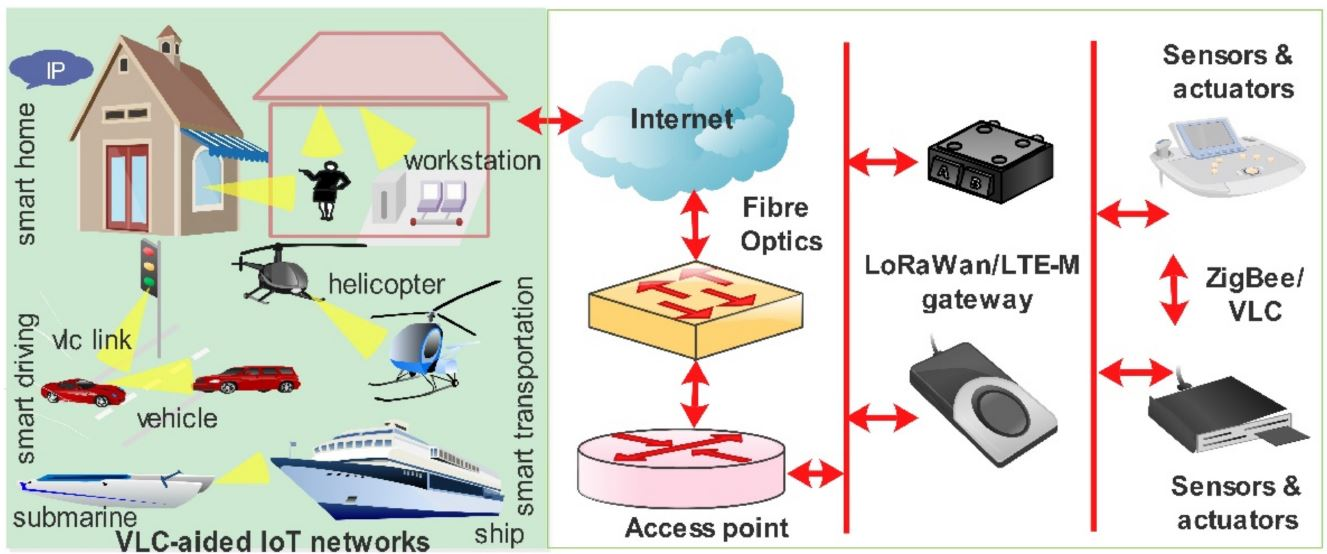 IP
smart home
workstation
helicopter
vlc link
smart driving
vehicle
smart transportation
submarine
ship
VLC-aided IoT networks
Internet
Fibre
Optics
Access point
A B
LoRaWan/LTE-M
gateway
Sensors &
actuators
ZigBee/
VLC
Sensors &
actuators